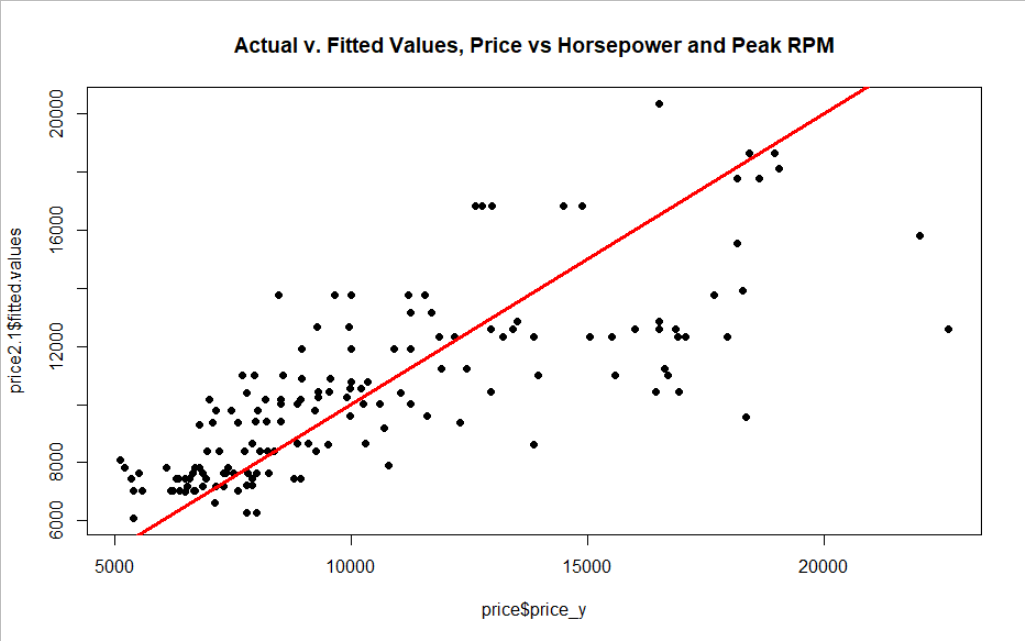 Actual v. Fitted Values, Price vs Horsepower and Peak RPM
price2.1$fitted.values
20000
16000
12000
8000
6000
5000 10000 15000 20000
price$price_y